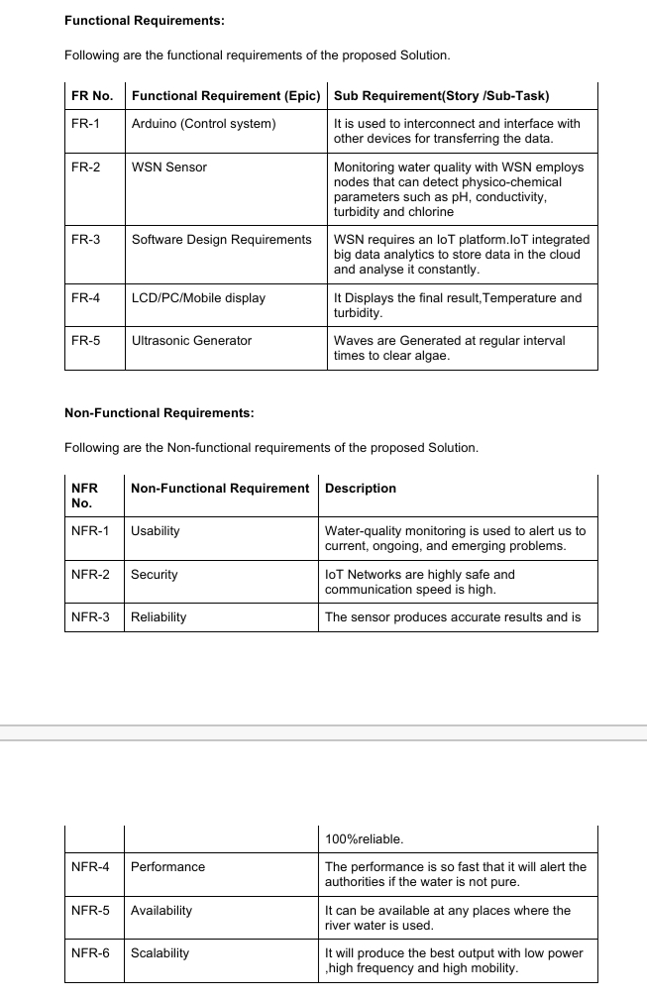 Functional Requirements:
Following are the functional requirements of the proposed Solution.
FR No. Functional Requirement (Epic) Sub Requirement(Story /Sub-Task)
FR-1 Arduino (Control system) It is used to interconnect and interface with
other devices for transferring the data.
FR-2 WSN Sensor Monitoring water quality with WSN employs
nodes that can detect physico-chemical
parameters such as pH, conductivity,
turbidity and chlorine
FR-3 Software Design Requirements WSN requires an IoT platform.IoT integrated
big data analytics to store data in the cloud
and analyse it constantly.
FR-4 LCD/PC/Mobile display It Displays the final result,Temperature and
turbidity.
FR-5 Ultrasonic Generator Waves are Generated at regular interval
times to clear algae.
Non-Functional Requirements:
Following are the Non-functional requirements of the proposed Solution.
NFR Non-Functional Requirement Description
No.
NFR-1 Usability Water-quality monitoring is used to alert us to
current, ongoing, and emerging problems.
NFR-2 Security IoT Networks are highly safe and
communication speed is high.
NFR-3 Reliability The sensor produces accurate results and is
100%reliable.
NFR-4 Performance The performance is so fast that it will alert the
authorities if the water is not pure.
NFR-5 Availability It can be available at any places where the
river water is used.
NFR-6 Scalability It will produce the best output with low power
,high frequency and high mobility.